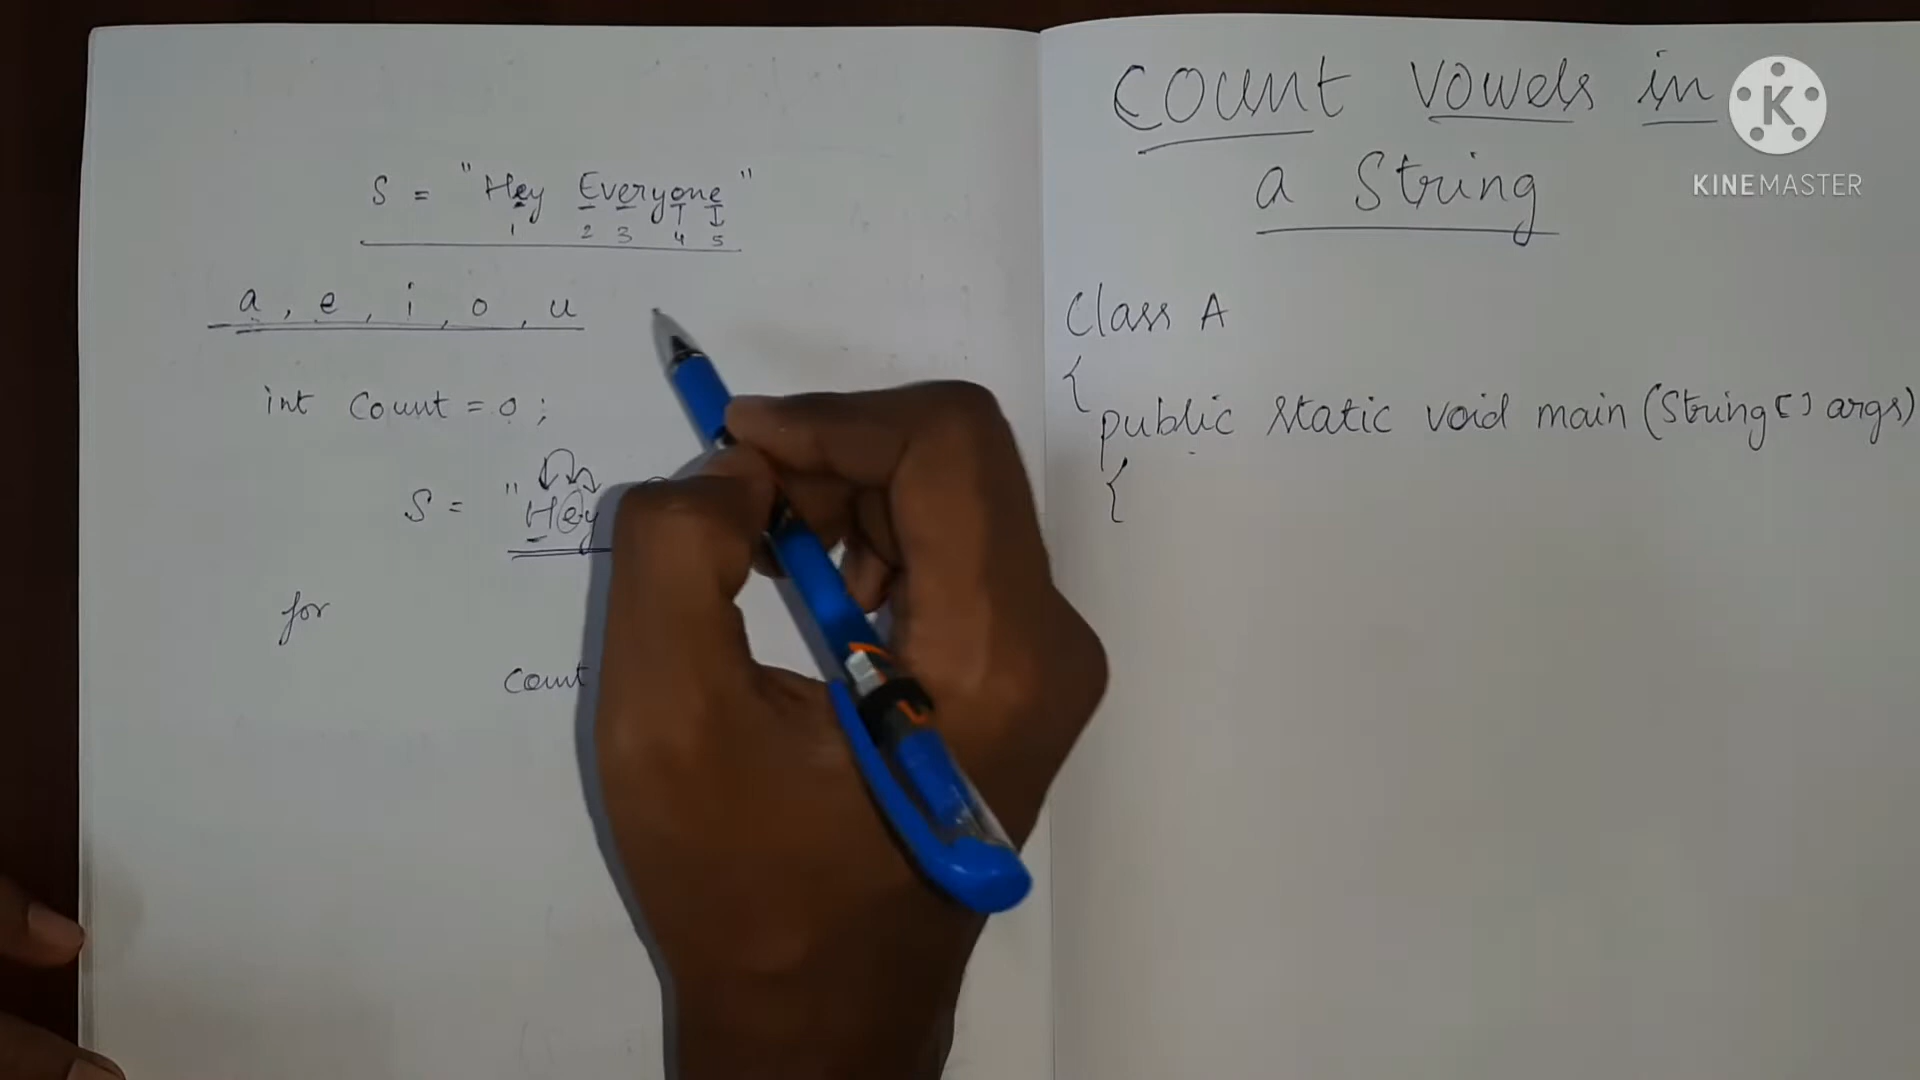 S = "Hey Everyone"
1 2 3 4 5
a, e, i, o, u
int Count = 0 ;
S = "Hey
for
Count
Count Vowels in
a String
Class A
{
public static void main (String[] args)
{
K
KINEMASTER